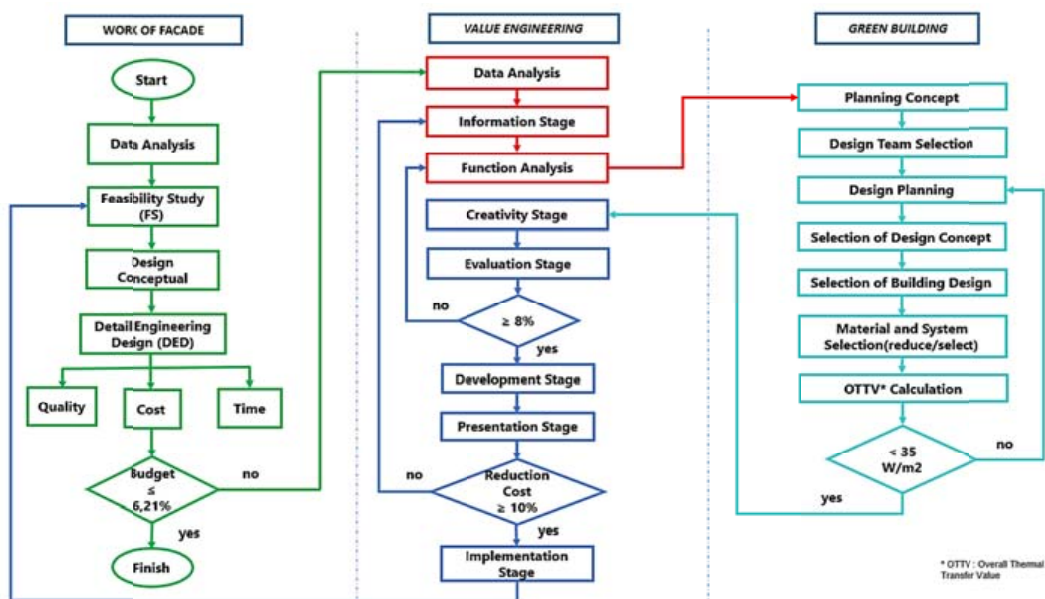 WORK OF FACADE
Start
Data Analysis
Feasibility Study
(FS)
Design
Conceptual
Detail Engineering
Design (DED)
Quality
Cost
Time
Budget
≤
6,21%
no
yes
Finish
VALUE ENGINEERING
Data Analysis
Information Stage
Function Analysis
Creativity Stage
Evaluation Stage
no
≥ 8%
yes
Development Stage
Presentation Stage
no
Reduction
Cost
≥ 10%
yes
Implementation
Stage
GREEN BUILDING
Planning Concept
Design Team Selection
Design Planning
Selection of Design Concept
Selection of Building Design
Material and System
Selection(reduce/select)
OTTV* Calculation
< 35
W/m2
no
yes
* OTTV : Overall Thermal
Transfer Value